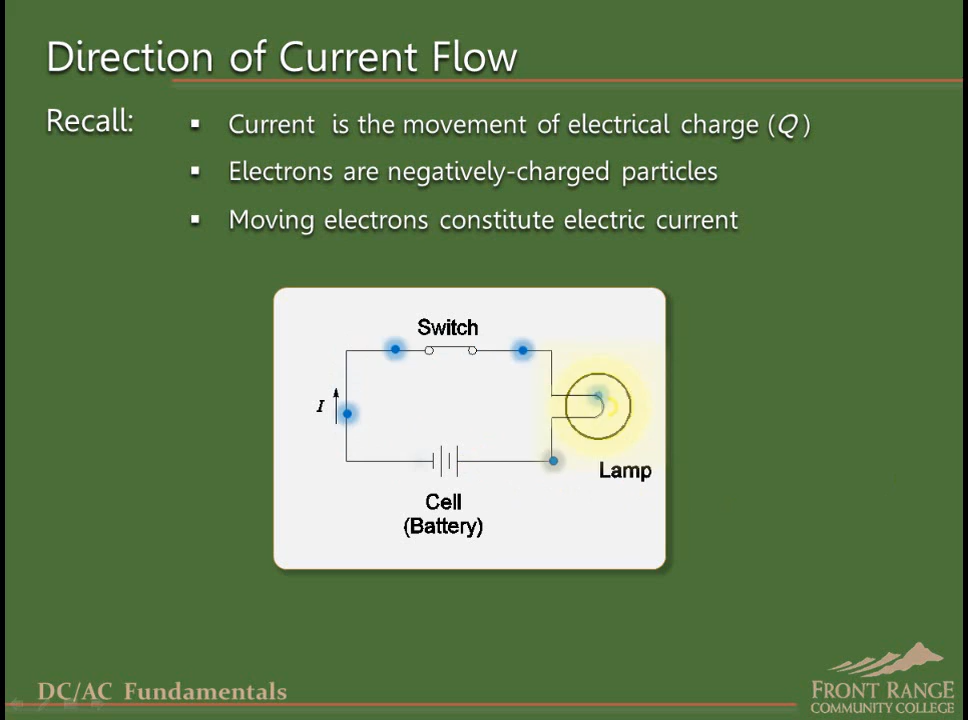 Direction of Current Flow
Recall:
▪ Current is the movement of electrical charge (Q)
▪ Electrons are negatively-charged particles
▪ Moving electrons constitute electric current
Switch
I
Lamp
Cell
(Battery)
DC/AC Fundamentals
FRONT RANGE
COMMUNITY COLLEGE